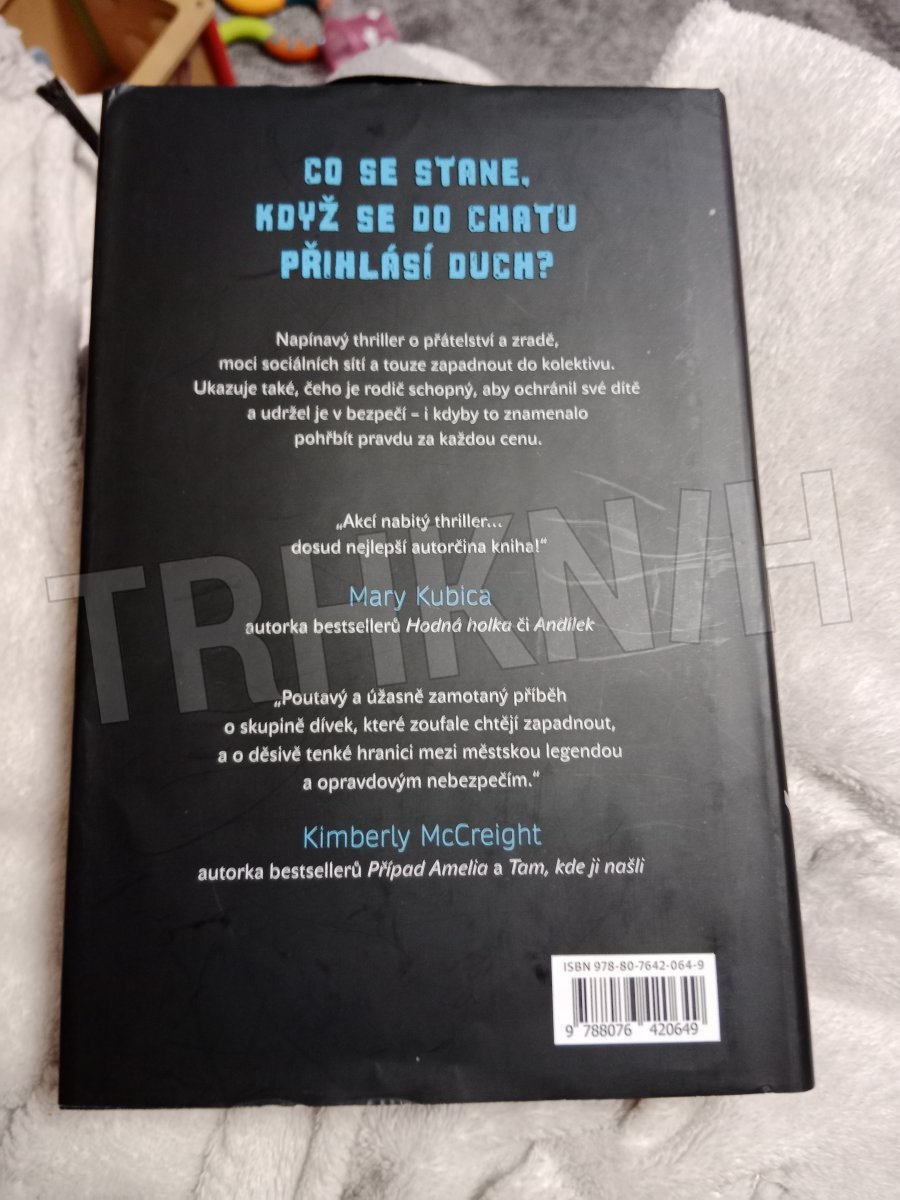 CO SE STANE,
KDYŽ SE DO CHATU
PŘIHLÁSÍ DUCH?
Napínavý thriller o přátelství a zradě,
moci sociálních sítí a touze zapadnout do kolektivu.
Ukazuje také, čeho je rodič schopný, aby ochránil své dítě
a udržel je v bezpečí – i kdyby to znamenalo
pohřbít pravdu za každou cenu.
„Akcí nabitý thriller…
dosud nejlepší autorčina kniha!“
Mary Kubica
autorka bestsellerů Hodná holka či Andílek
„Poutavý a úžasně zamotaný příběh
o skupině dívek, které zoufale chtějí zapadnout,
a o děsivě tenké hranici mezi městskou legendou
a opravdovým nebezpečím.“
Kimberly McCreight
autorka bestsellerů Případ Amelia a Tam, kde ji našli
ISBN 978-80-7642-064-9
9 788076 420649
TRHKNIH